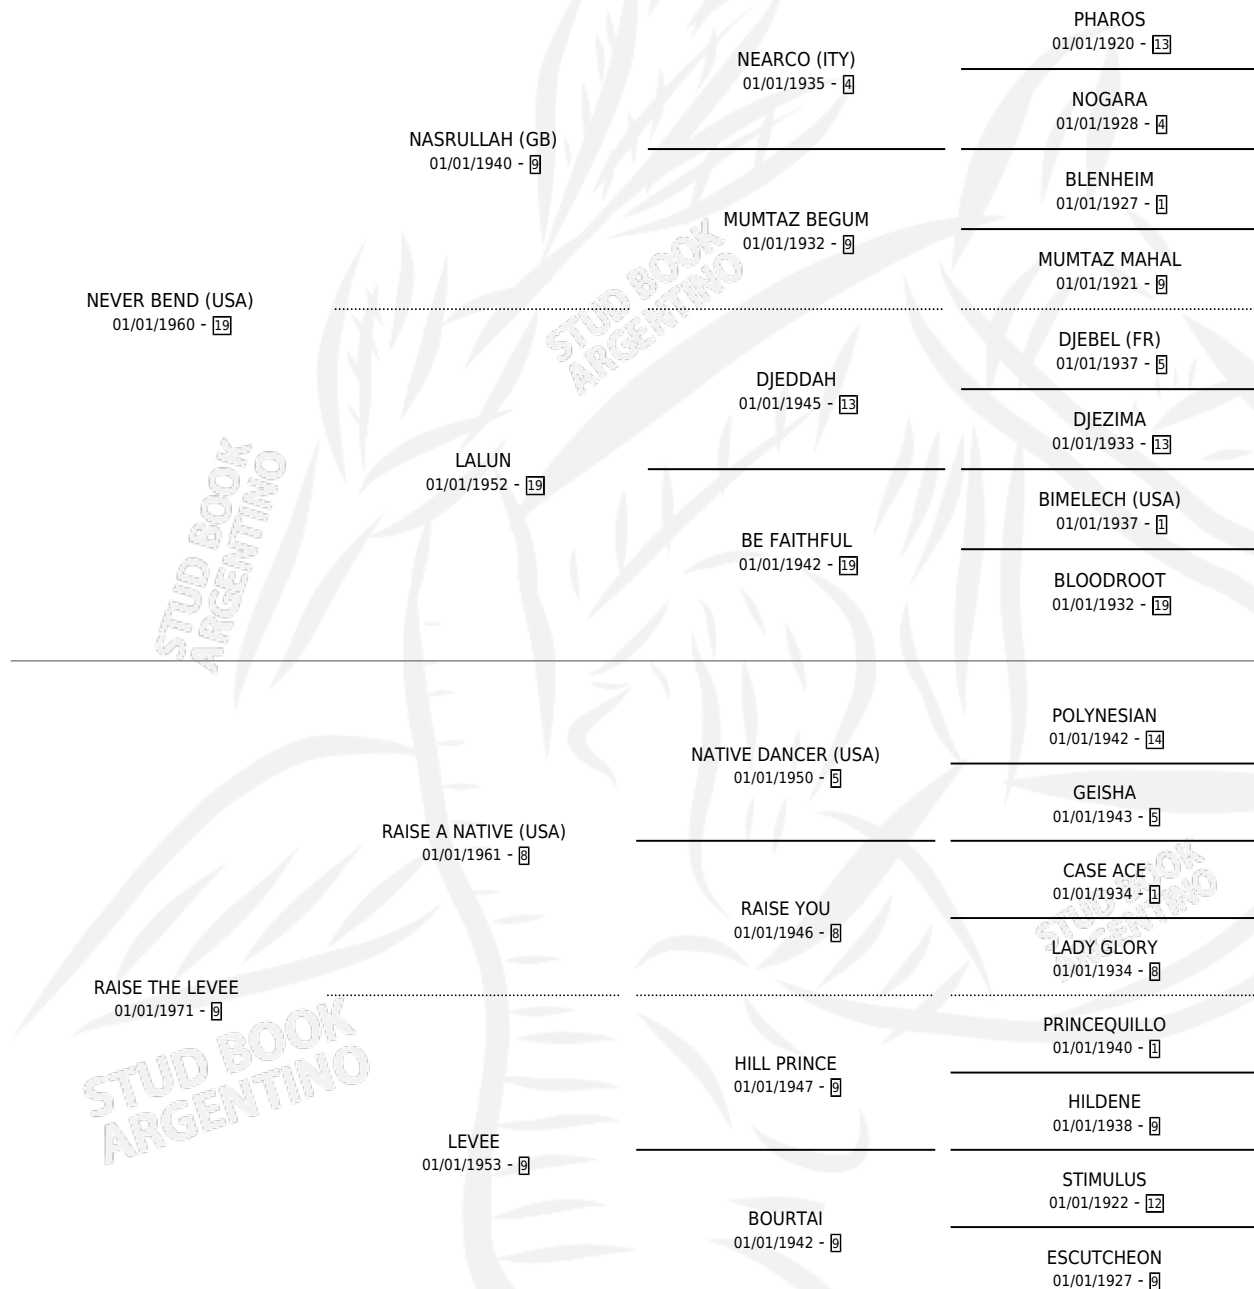 PHAROS
01/01/1920 - 13
NEARCO (ITY)
01/01/1935 - 4
NOGARA
01/01/1928 - 4
NASRULLAH (GB)
01/01/1940 - 9
BLENHEIM
01/01/1927 - 1
MUMTAZ BEGUM
01/01/1932 - 9
MUMTAZ MAHAL
01/01/1921 - 9
NEVER BEND (USA)
01/01/1960 - 19
DJEBEL (FR)
01/01/1937 - 5
DJEDDAH
01/01/1945 - 13
DJEZIMA
01/01/1933 - 13
LALUN
01/01/1952 - 19
BIMELECH (USA)
01/01/1937 - 1
BE FAITHFUL
01/01/1942 - 19
BLOODROOT
01/01/1932 - 19
POLYNESIAN
01/01/1942 - 14
NATIVE DANCER (USA)
01/01/1950 - 5
GEISHA
01/01/1943 - 5
RAISE A NATIVE (USA)
01/01/1961 - 8
CASE ACE
01/01/1934 - 1
RAISE YOU
01/01/1946 - 8
LADY GLORY
01/01/1934 - 8
RAISE THE LEVEE
01/01/1971 - 9
PRINCEQUILLO
01/01/1940 - 1
HILL PRINCE
01/01/1947 - 9
HILDENE
01/01/1938 - 9
LEVEE
01/01/1953 - 9
STIMULUS
01/01/1922 - 12
BOURTAI
01/01/1942 - 9
ESCUTCHEON
01/01/1927 - 9
STUD BOOK
ARGENTINO
STUD BOOK
ARGENTINO
STUD BOOK
ARGENTINO
STUD BOOK
ARGENTINO